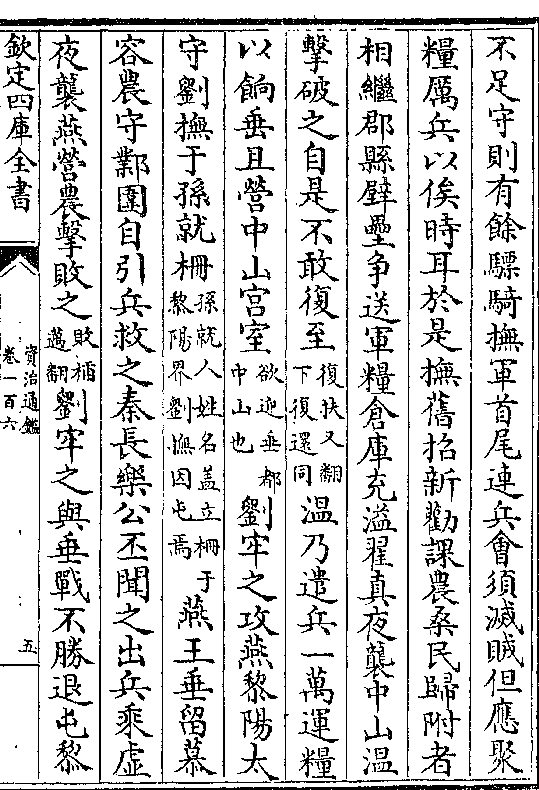 不足守則有餘驃騎撫軍首尾連兵會須滅賊但應聚
糧厲兵以俟時耳於是撫舊招新勸課農桑民歸附者
相繼郡縣壁壘争送軍糧倉庫充溢翟真夜襲中山温
擊破之自是不敢復至復扶又翻下復還同温乃遣兵一萬運糧
以餉垂且營中山宫室欲迎垂都中山也劉牢之攻燕黎陽太
守劉撫于孫就柵孫就人姓名盖立柵于黎陽界劉撫因屯焉燕王垂留慕
容農守鄴圍自引兵救之秦長樂公丕聞之出兵乘虚
夜襲燕營農擊敗之敗補邁翻劉牢之與垂戰不勝退屯黎
欽定四庫全書
資治通鑑
卷一百六
五